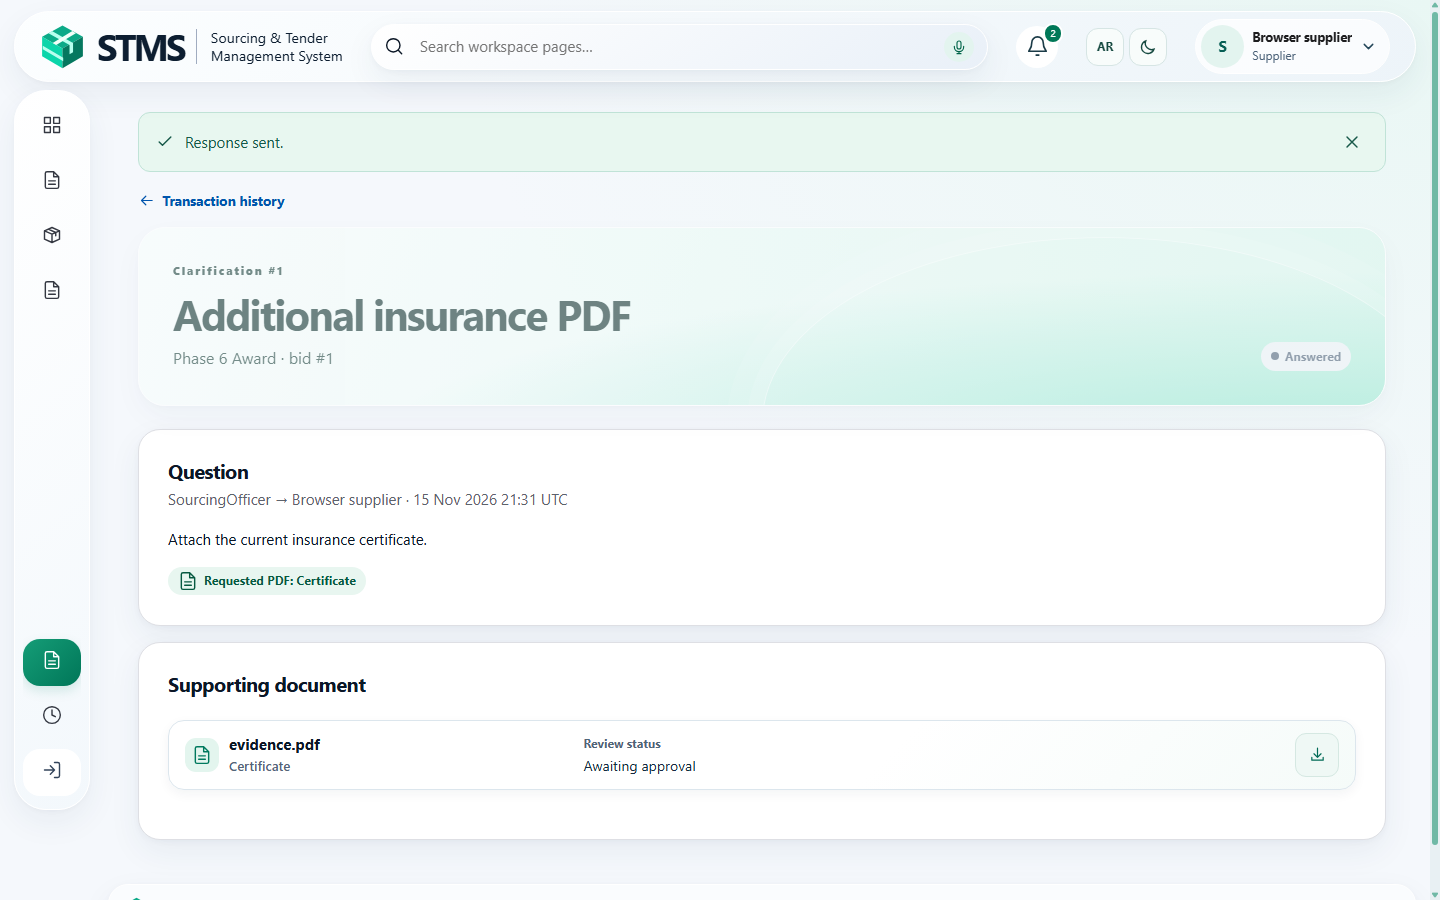 STMS
Sourcing & Tender
Management System
Search workspace pages...
2
AR
S
Browser supplier
Supplier
Response sent.
Transaction history
Clarification #1
Additional insurance PDF
Phase 6 Award · bid #1
Answered
Question
SourcingOfficer → Browser supplier · 15 Nov 2026 21:31 UTC
Attach the current insurance certificate.
Requested PDF: Certificate
Supporting document
evidence.pdf
Certificate
Review status
Awaiting approval